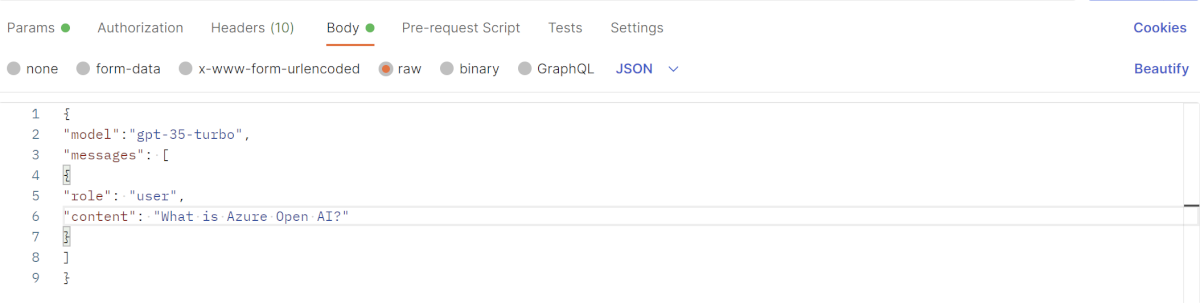 Params Authorization Headers (10) Body Pre-request Script Tests Settings Cookies
none form-data x-www-form-urlencoded raw binary GraphQL JSON Beautify
1 {
2 "model":"gpt-35-turbo",
3 "messages": [
4 {
5 "role": "user",
6 "content": "What is Azure Open AI?"
7 }
8 ]
9 }